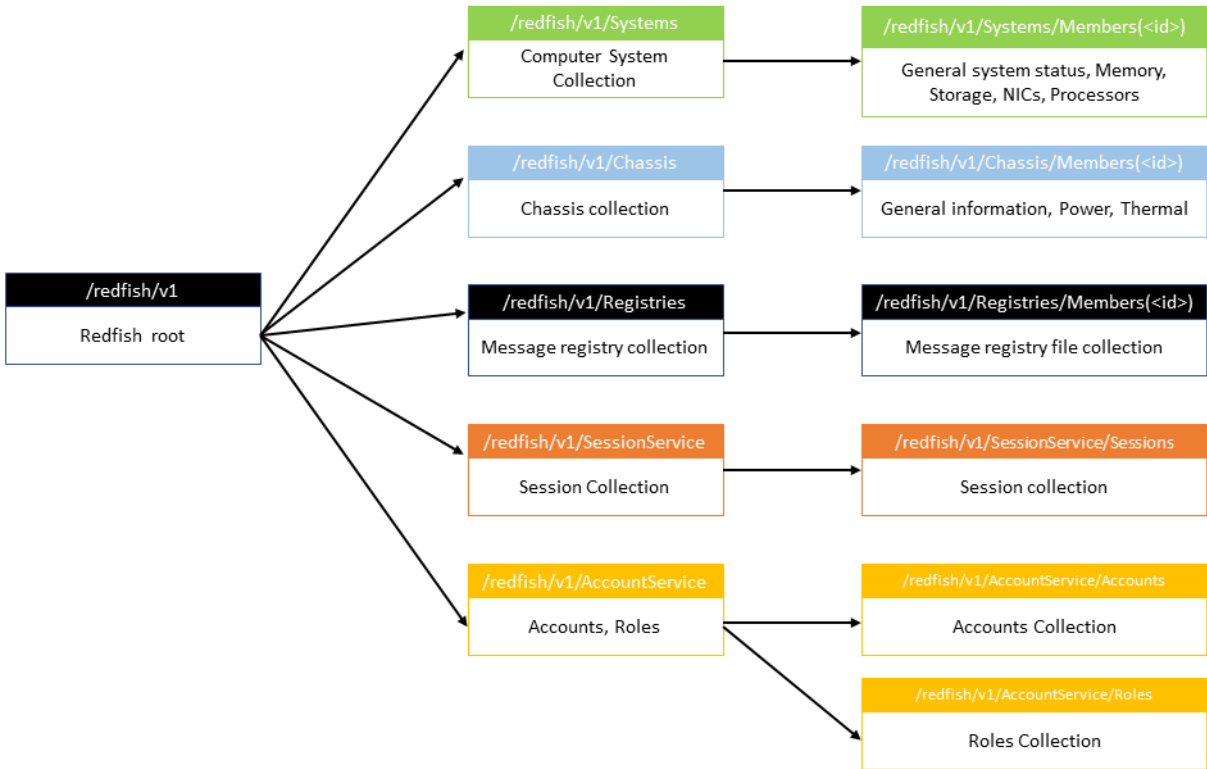 /redfish/v1/Systems
Computer System
Collection
/redfish/v1/Systems/Members(<id>)
General system status, Memory,
Storage, NICs, Processors
/redfish/v1/Chassis
Chassis collection
/redfish/v1/Chassis/Members(<id>)
General information, Power, Thermal
/redfish/v1
Redfish root
/redfish/v1/Registries
Message registry collection
/redfish/v1/Registries/Members(<id>)
Message registry file collection
/redfish/v1/SessionService
Session Collection
/redfish/v1/SessionService/Sessions
Session collection
/redfish/v1/AccountService
Accounts, Roles
/redfish/v1/AccountService/Accounts
Accounts Collection
/redfish/v1/AccountService/Roles
Roles Collection